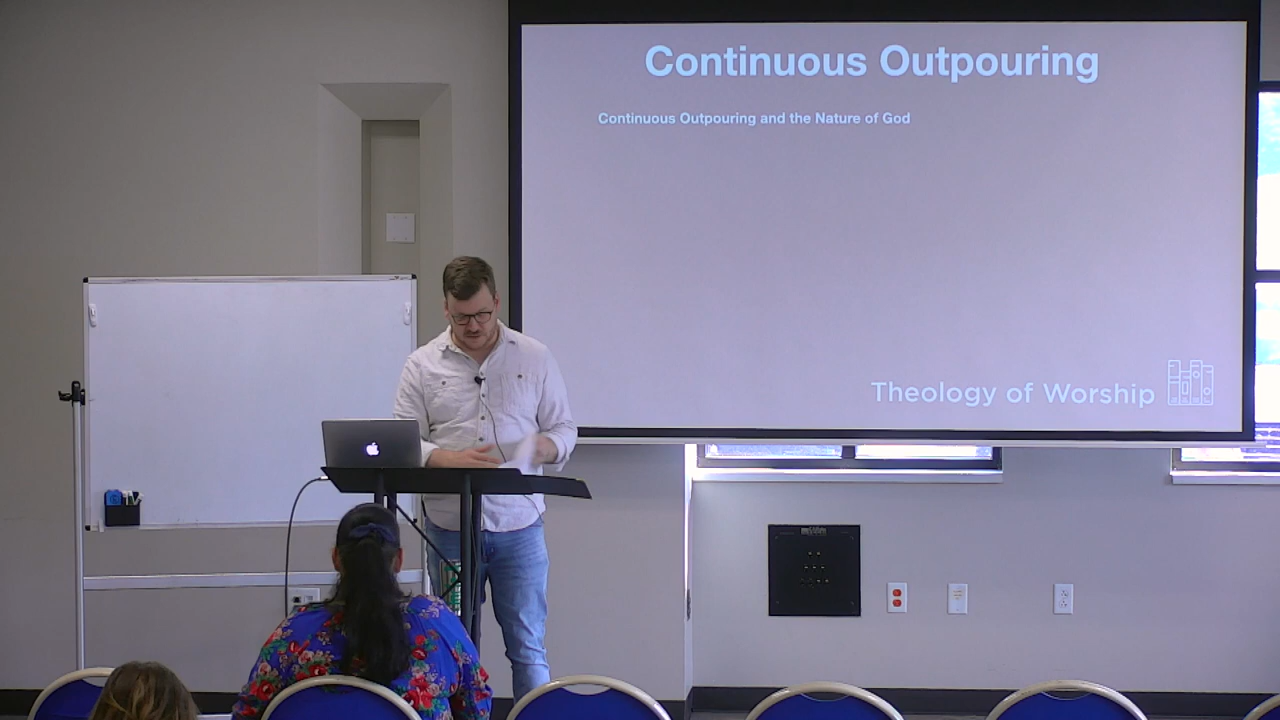 Continuous Outpouring
Continuous Outpouring and the Nature of God
Theology of Worship